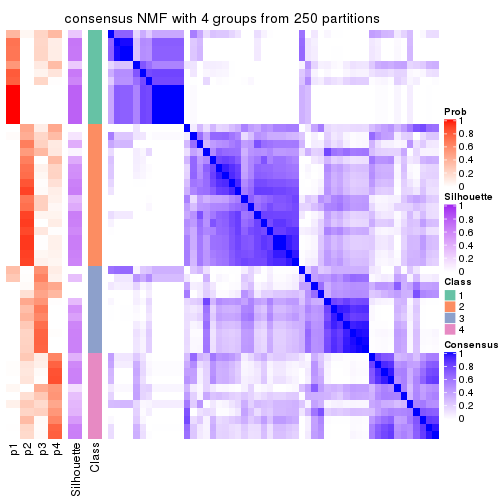 consensus NMF with 4 groups from 250 partitions
Prob
1
0.8
0.6
0.4
0.2
0
Silhouette
1
0.8
0.6
0.4
0.2
0
Class
1
2
3
4
Consensus
1
0.8
0.6
0.4
0.2
0
p1
p2
p3
p4
Silhouette
Class